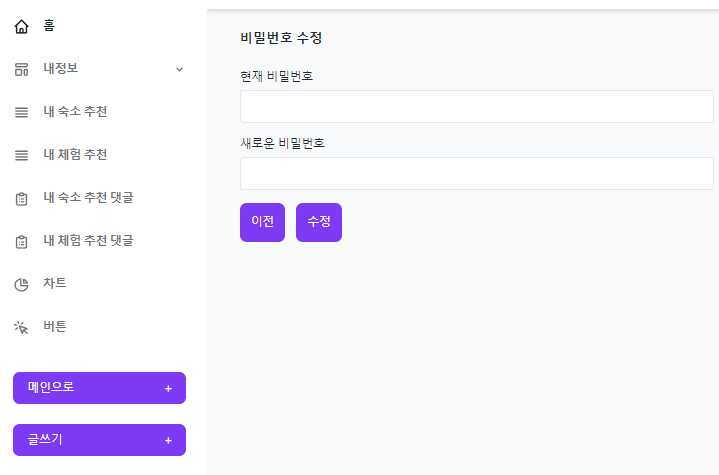 홈
내정보
내 숙소 추천
내 체험 추천
내 숙소 추천 댓글
내 체험 추천 댓글
차트
버튼
메인으로 +
글쓰기 +
비밀번호 수정
현재 비밀번호
새로운 비밀번호
이전 수정